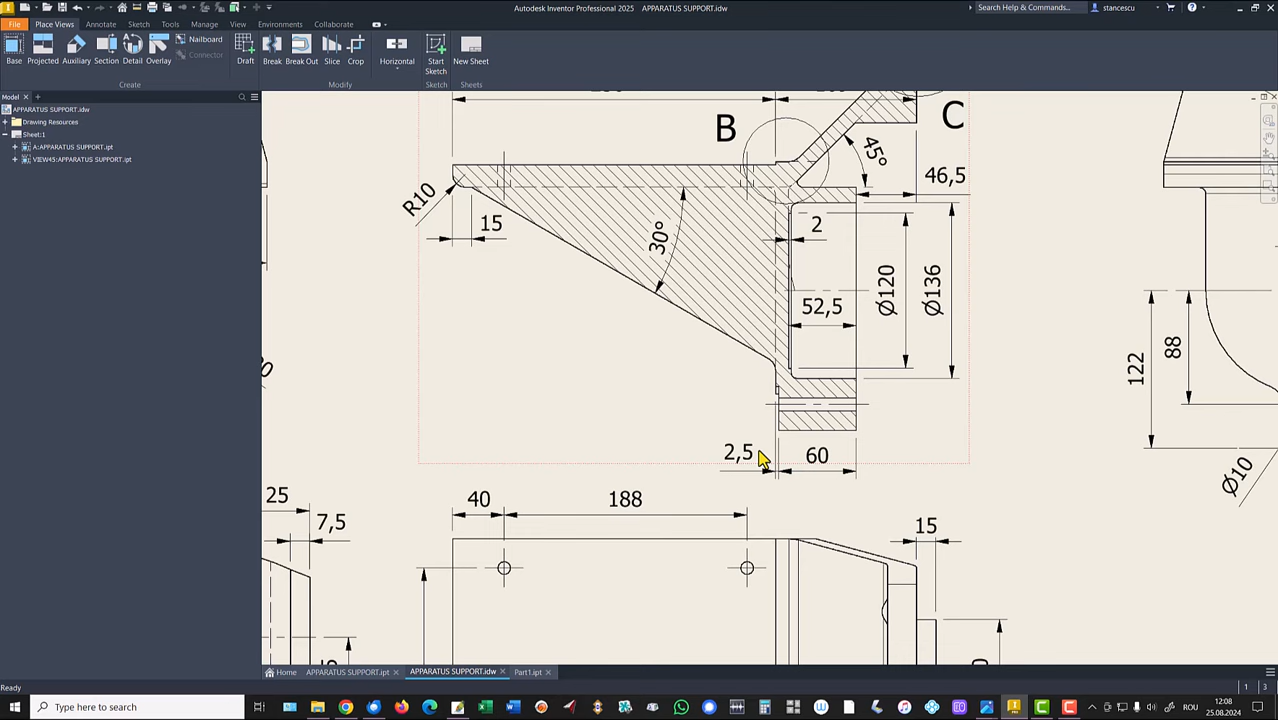 Autodesk Inventor Professional 2025 APPARATUS SUPPORT.idw
Search Help & Commands...
stancescu
File Place Views Annotate Sketch Tools Manage View Environments Collaborate
Base Projected Auxiliary Section Detail Overlay
Nailboard
Connector
Draft
Break Break Out Slice Crop
Horizontal
Start Sketch
New Sheet
Create
Modify
Sketch
Sheets
Model
APPARATUS SUPPORT.idw
Drawing Resources
Sheet:1
A:APPARATUS SUPPORT.ipt
VIEW45:APPARATUS SUPPORT.ipt
B
C
45°
46,5
R10
15
30°
2
52,5
Ø120
Ø136
122
88
Ø10
2,5
60
25
7,5
40
188
15
Home APPARATUS SUPPORT.ipt APPARATUS SUPPORT.idw Part1.ipt
Ready
1
3
Type here to search
ROU
12:08
25.08.2024